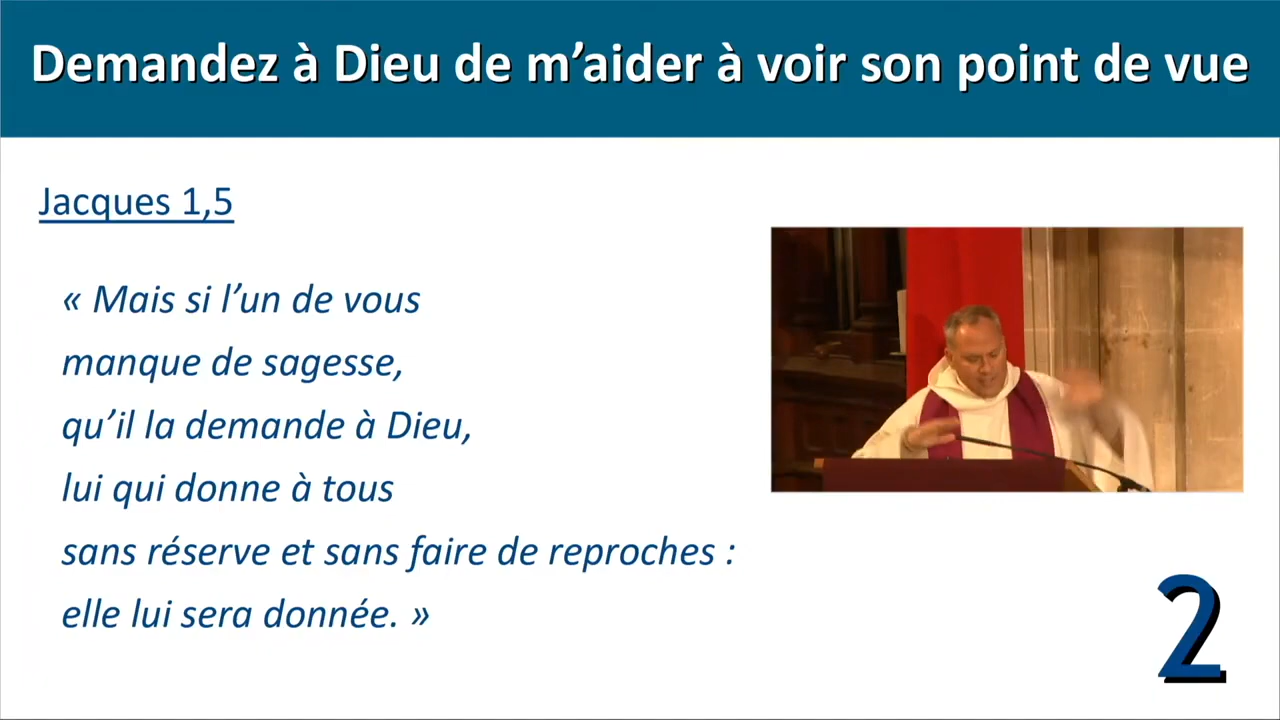 Demandez à Dieu de m’aider à voir son point de vue
Jacques 1,5
« Mais si l’un de vous
manque de sagesse,
qu’il la demande à Dieu,
lui qui donne à tous
sans réserve et sans faire de reproches :
elle lui sera donnée. »
2